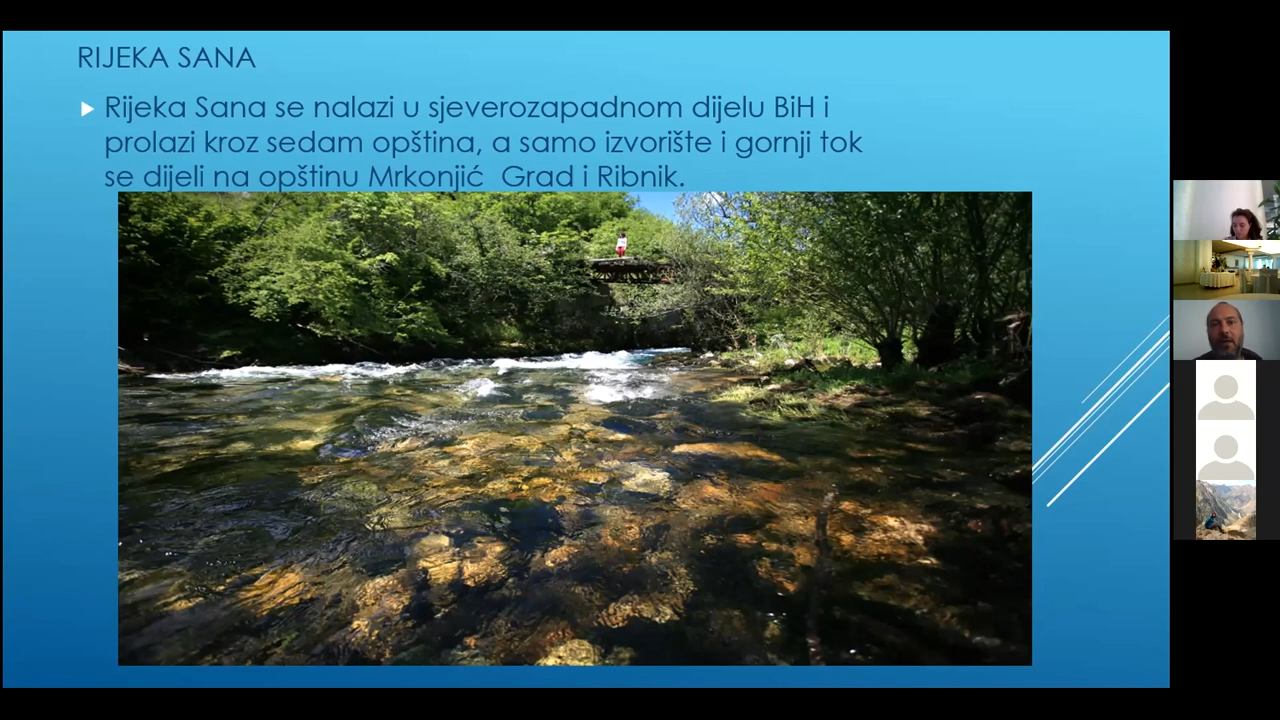 RIJEKA SANA
Rijeka Sana se nalazi u sjeverozapadnom dijelu BiH i
prolazi kroz sedam opština, a samo izvorište i gornji tok
se dijeli na opštinu Mrkonjić  Grad i Ribnik.